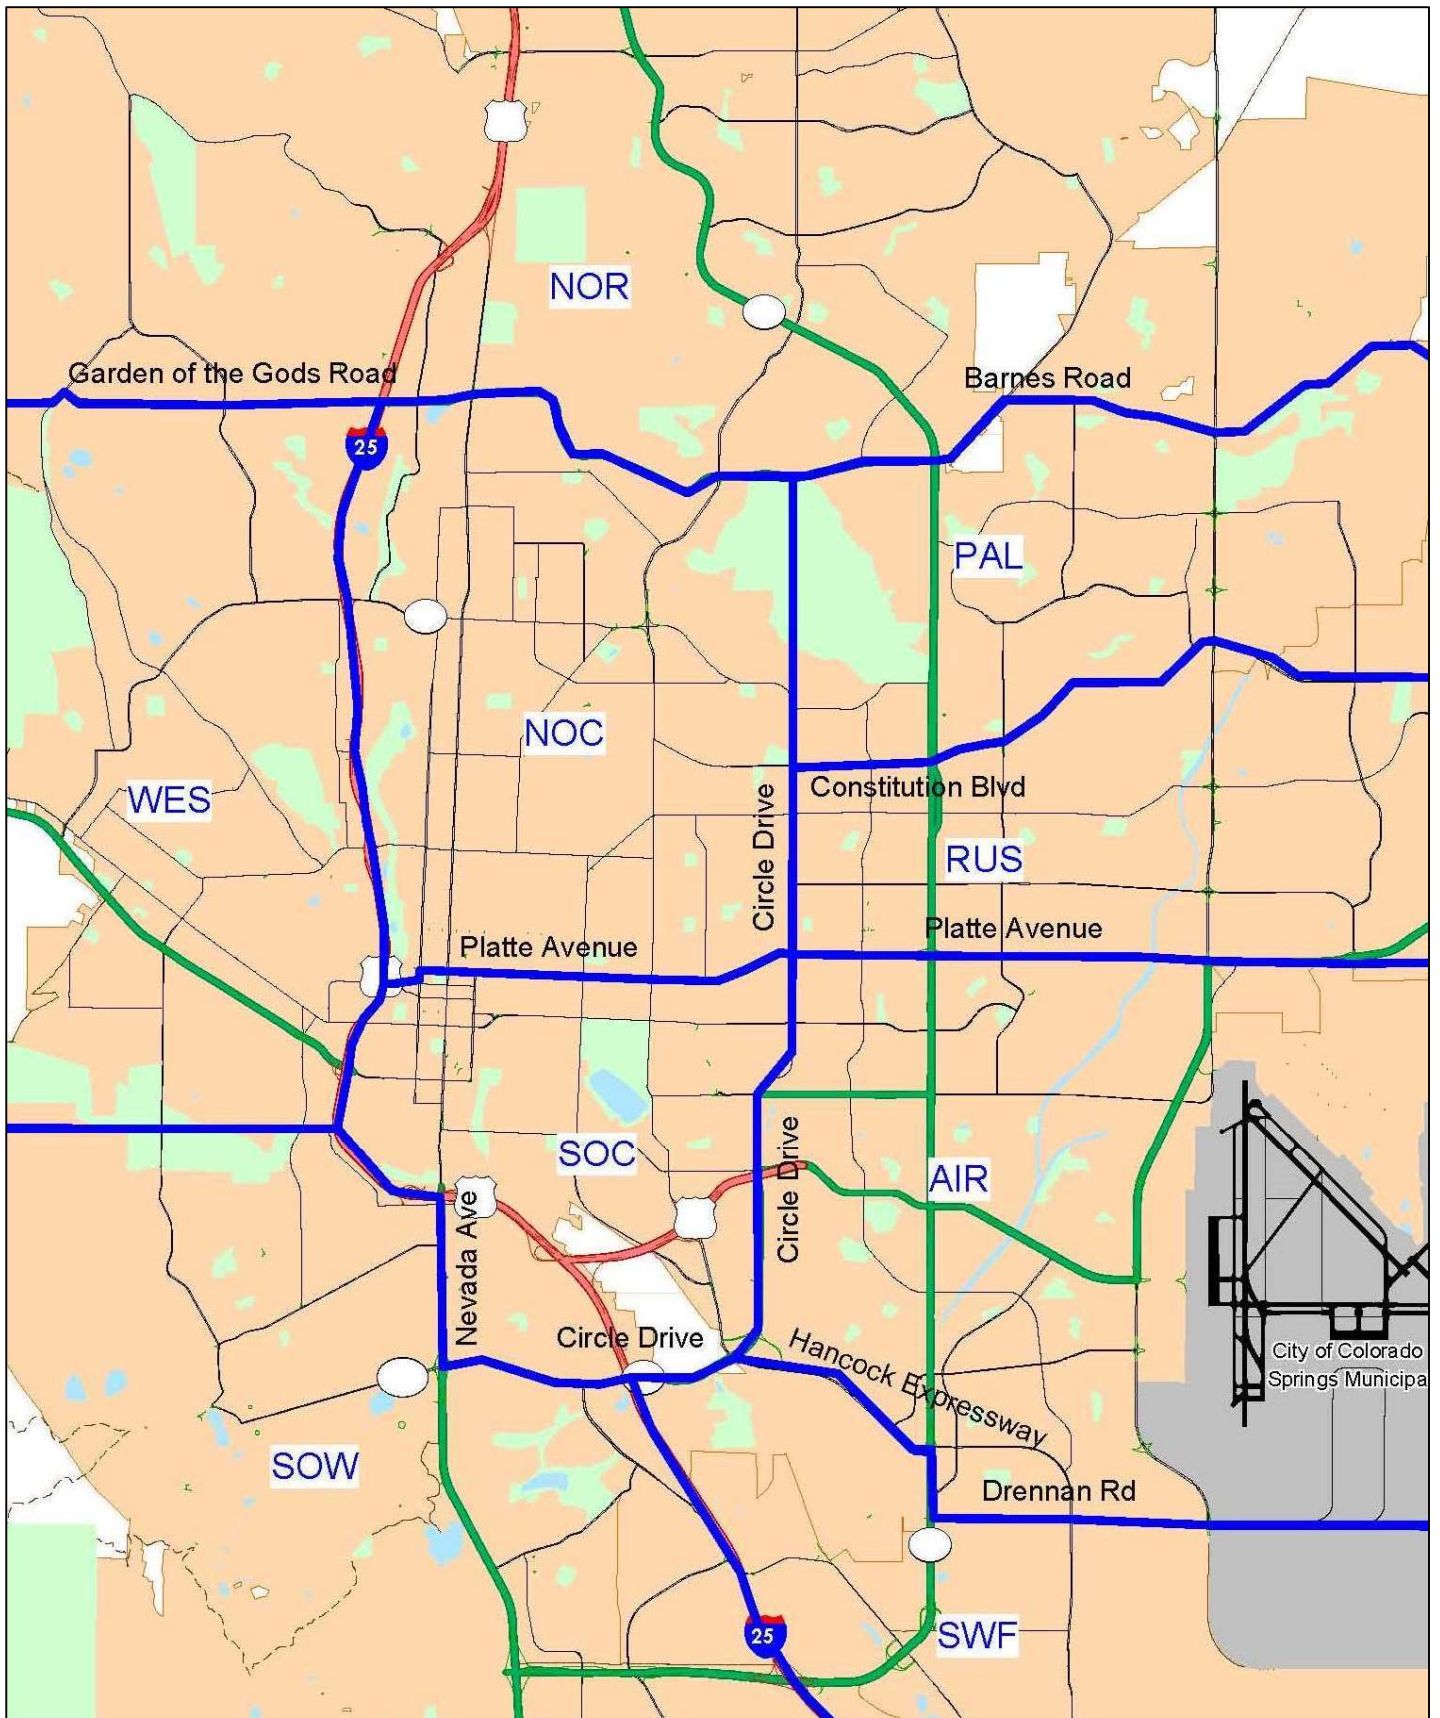 NOR
Garden of the Gods Road
Barnes Road
25
PAL
NOC
WES
Constitution Blvd
Circle Drive
RUS
Platte Avenue
Platte Avenue
SOC
Circle Drive
AIR
Nevada Ave
Circle Drive
Hancock Expressway
City of Colorado
Springs Municipa
SOW
Drennan Rd
25
SWF